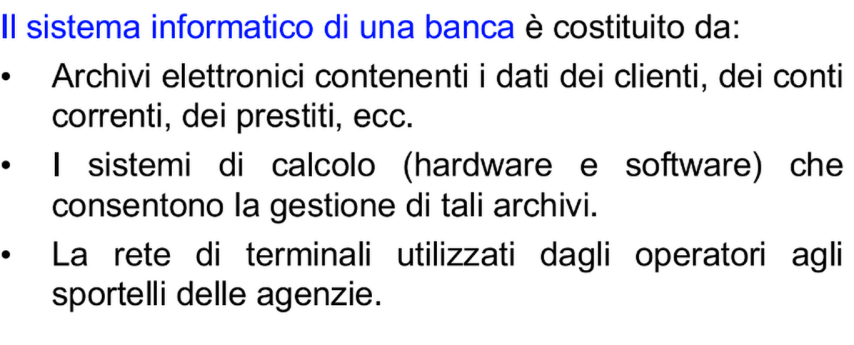 Il sistema informatico di una banca è costituito da:
• Archivi elettronici contenenti i dati dei clienti, dei conti
correnti, dei prestiti, ecc.
• I sistemi di calcolo (hardware e software) che
consentono la gestione di tali archivi.
• La rete di terminali utilizzati dagli operatori agli
sportelli delle agenzie.